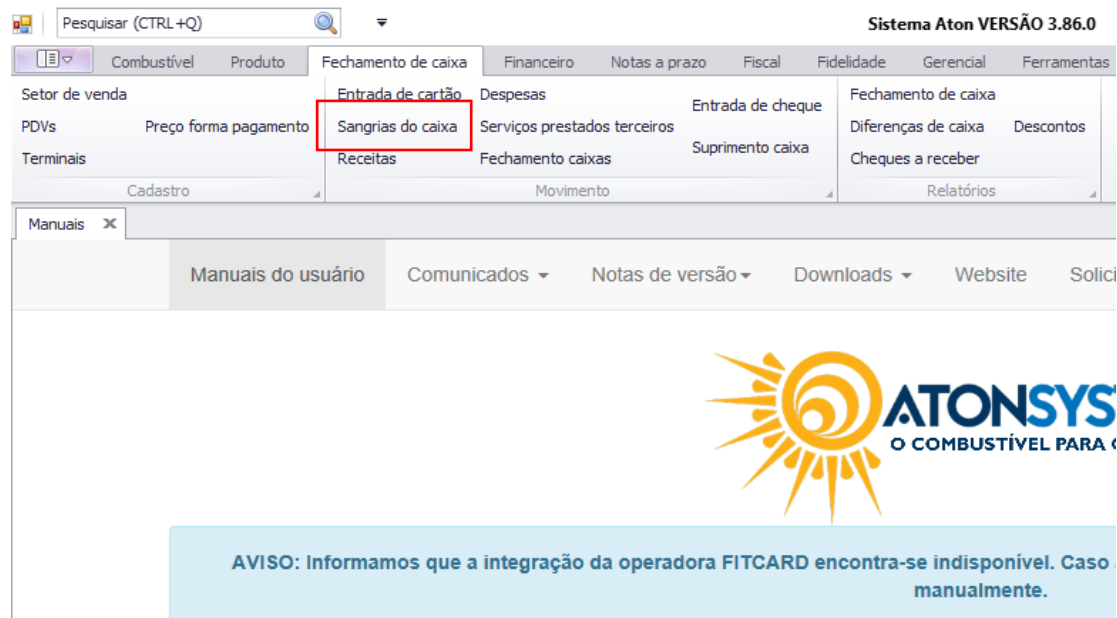 Pesquisar (CTRL+Q)
Sistema Aton VERSÃO 3.86.0
Combustível Produto Fechamento de caixa Financeiro Notas a prazo Fiscal Fidelidade Gerencial Ferramentas
Setor de venda
PDVs Preço forma pagamento
Terminais
Cadastro
Entrada de cartão Despesas
Sangrias do caixa Serviços prestados terceiros
Receitas Fechamento caixas
Entrada de cheque
Suprimento caixa
Movimento
Fechamento de caixa
Diferenças de caixa Descontos
Cheques a receber
Relatórios
Manuais
Manuais do usuário Comunicados Notas de versão Downloads Website Solici
ATONSYS
O COMBUSTÍVEL PARA
AVISO: Informamos que a integração da operadora FITCARD encontra-se indisponível. Caso
manualmente.